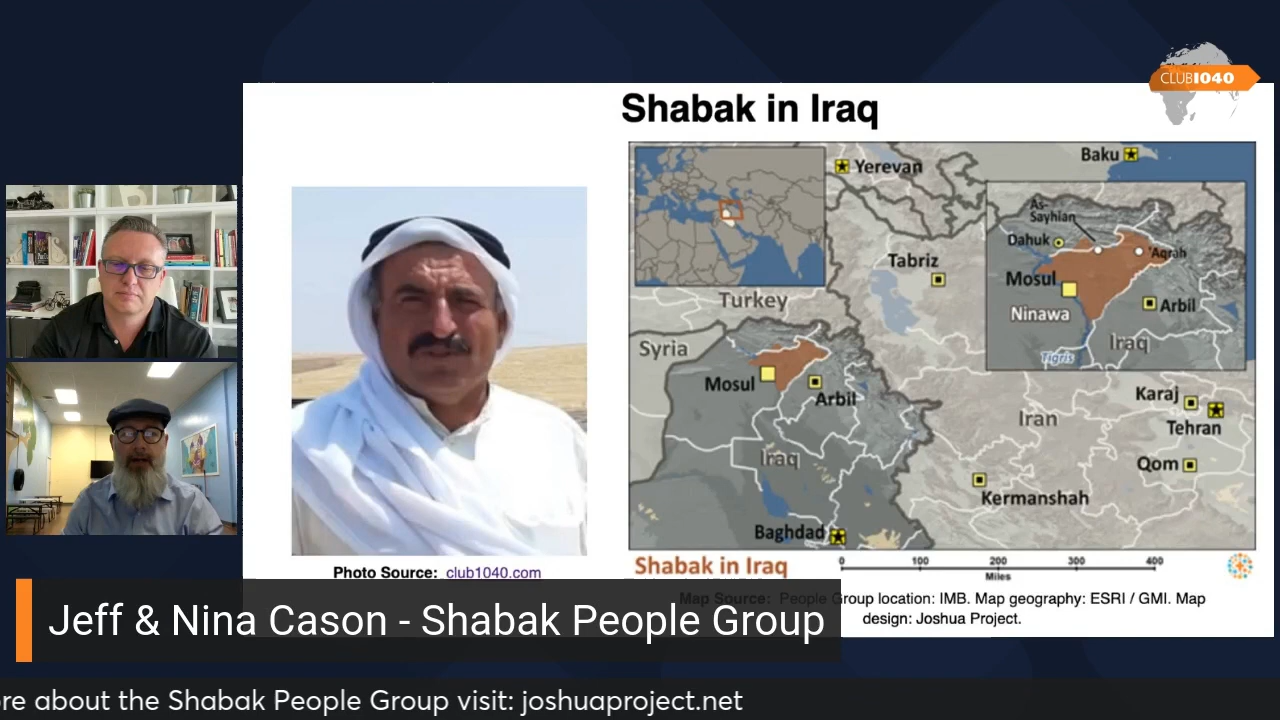 CLUB1040
Shabak in Iraq
Baku
Yerevan
As-
Sayhian
Dahuk
'Aqrah
Tabriz
Mosul
Arbil
Turkey
Ninawa
Syria
Iraq
Tigris
Mosul
Arbil
Karaj
Iran
Tehran
Iraq
Qom
Kermanshah
Baghdad
Shabak in Iraq
0 100 200 300 400
Miles
Photo Source: club1040.com
Map Source: People Group location: IMB. Map geography: ESRI / GMI. Map
design: Joshua Project.
Jeff & Nina Cason - Shabak People Group
re about the Shabak People Group visit: joshuaproject.net